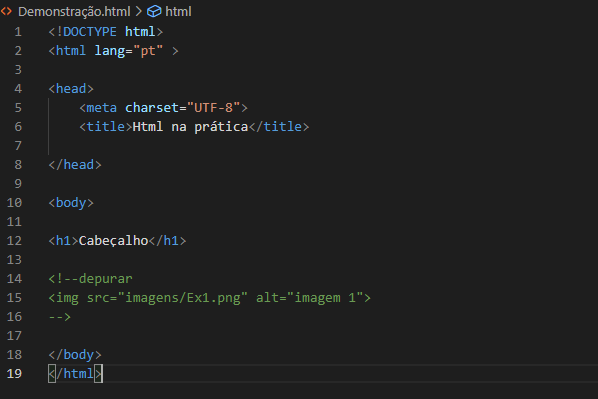 Demonstração.html > html
1 <!DOCTYPE html>
2 <html lang="pt" >
3
4 <head>
5     <meta charset="UTF-8">
6     <title>Html na prática</title>
7
8 </head>
9
10 <body>
11
12 <h1>Cabeçalho</h1>
13
14 <!--depurar
15 <img src="imagens/Ex1.png" alt="imagem 1">
16 -->
17
18 </body>
19 </html>